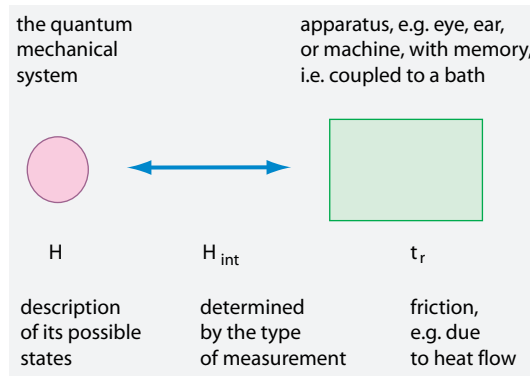 the quantum
mechanical
system
apparatus, e.g. eye, ear,
or machine, with memory,
i.e. coupled to a bath
H
H int
t r
description
of its possible
states
determined
by the type
of measurement
friction,
e.g. due
to heat flow